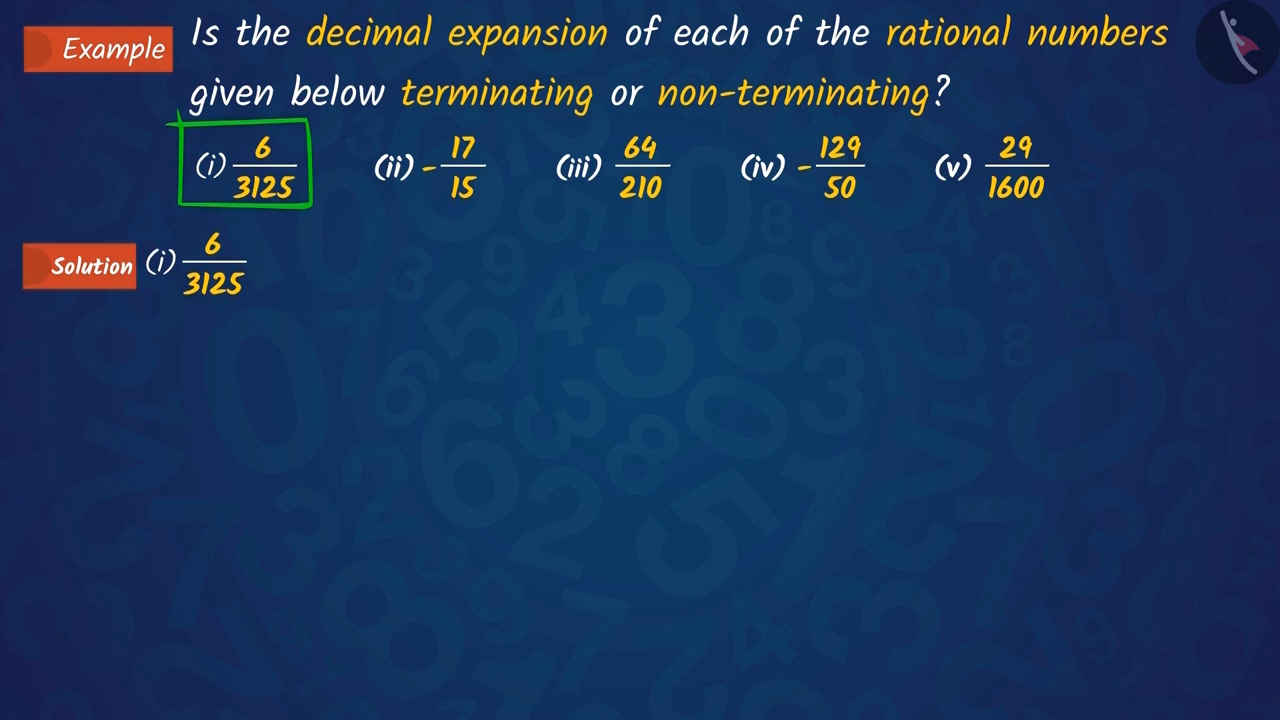 Example Is the decimal expansion of each of the rational numbers
given below terminating or non-terminating?
(i) 6/3125 (ii) -17/15 (iii) 64/210 (iv) -129/50 (v) 29/1600
Solution (i) 6/3125